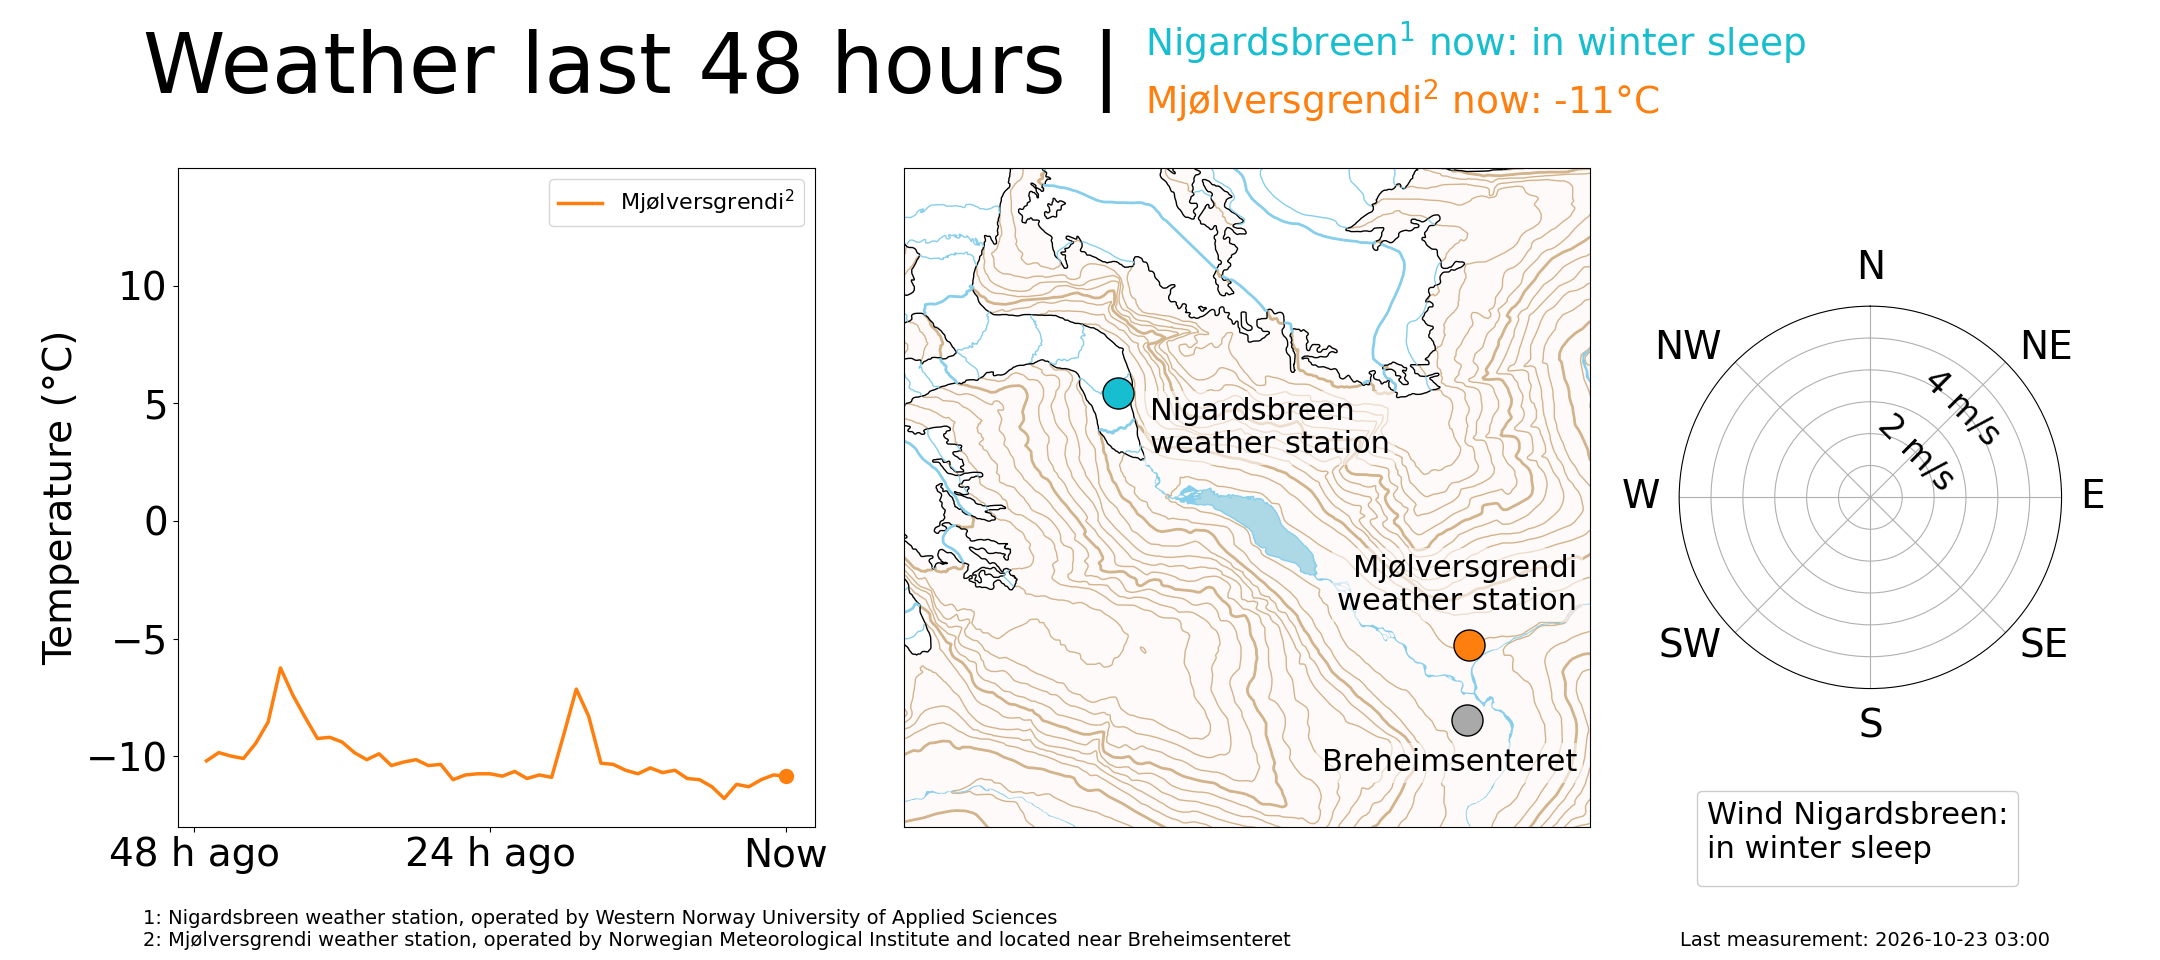 Weather last 48 hours |
Nigardsbreen¹ now: in winter sleep
Mjølversgrendi² now: -11°C
Mjølversgrendi²
Temperature (°C)
10
5
0
−5
−10
48 h ago
24 h ago
Now
Nigardsbreen
weather station
Mjølversgrendi
weather station
Breheimsenteret
N
NE
E
SE
S
SW
W
NW
4 m/s
2 m/s
Wind Nigardsbreen:
in winter sleep
1: Nigardsbreen weather station, operated by Western Norway University of Applied Sciences
2: Mjølversgrendi weather station, operated by Norwegian Meteorological Institute and located near Breheimsenteret
Last measurement: 2026-10-23 03:00